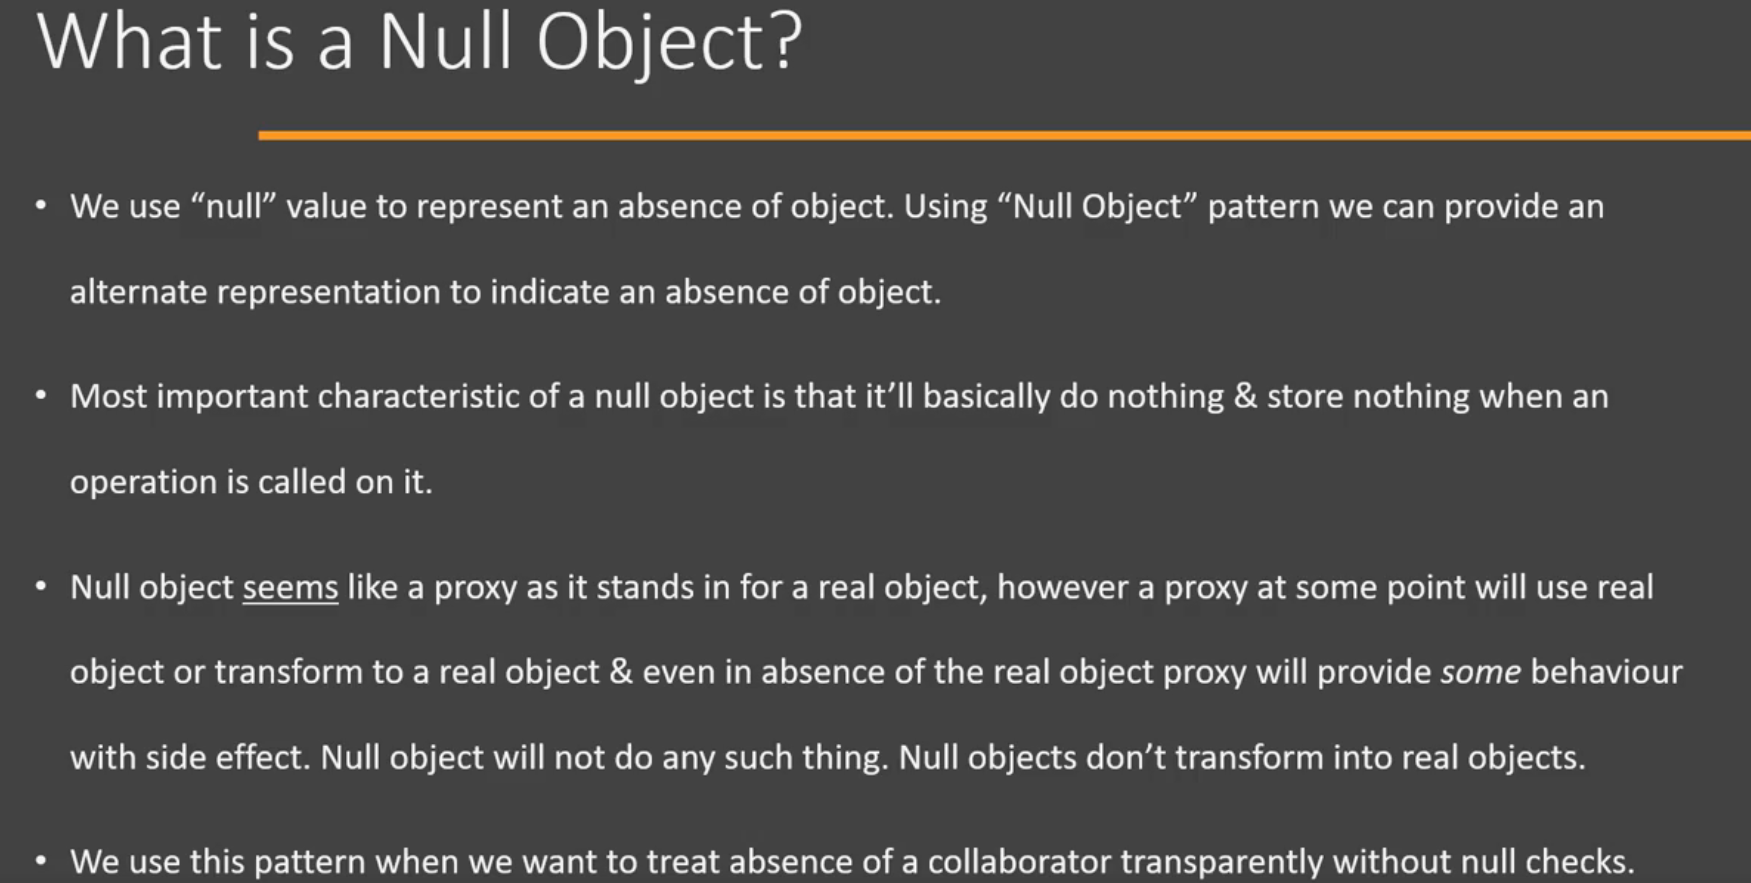 What is a Null Object?
• We use “null” value to represent an absence of object. Using “Null Object” pattern we can provide an
alternate representation to indicate an absence of object.
• Most important characteristic of a null object is that it’ll basically do nothing & store nothing when an
operation is called on it.
• Null object seems like a proxy as it stands in for a real object, however a proxy at some point will use real
object or transform to a real object & even in absence of the real object proxy will provide some behaviour
with side effect. Null object will not do any such thing. Null objects don’t transform into real objects.
• We use this pattern when we want to treat absence of a collaborator transparently without null checks.